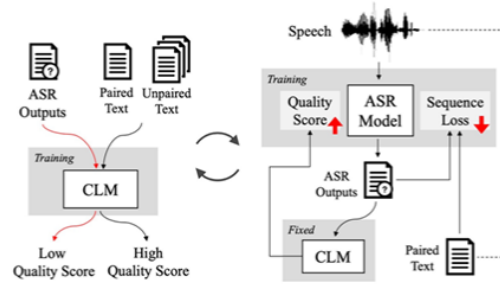 ASR
Outputs
Paired
Text
Unpaired
Text
Training
CLM
Low
Quality Score
High
Quality Score
Speech
Training
Quality
Score
ASR
Model
Sequence
Loss
ASR
Outputs
?
Fixed
CLM
Paired
Text